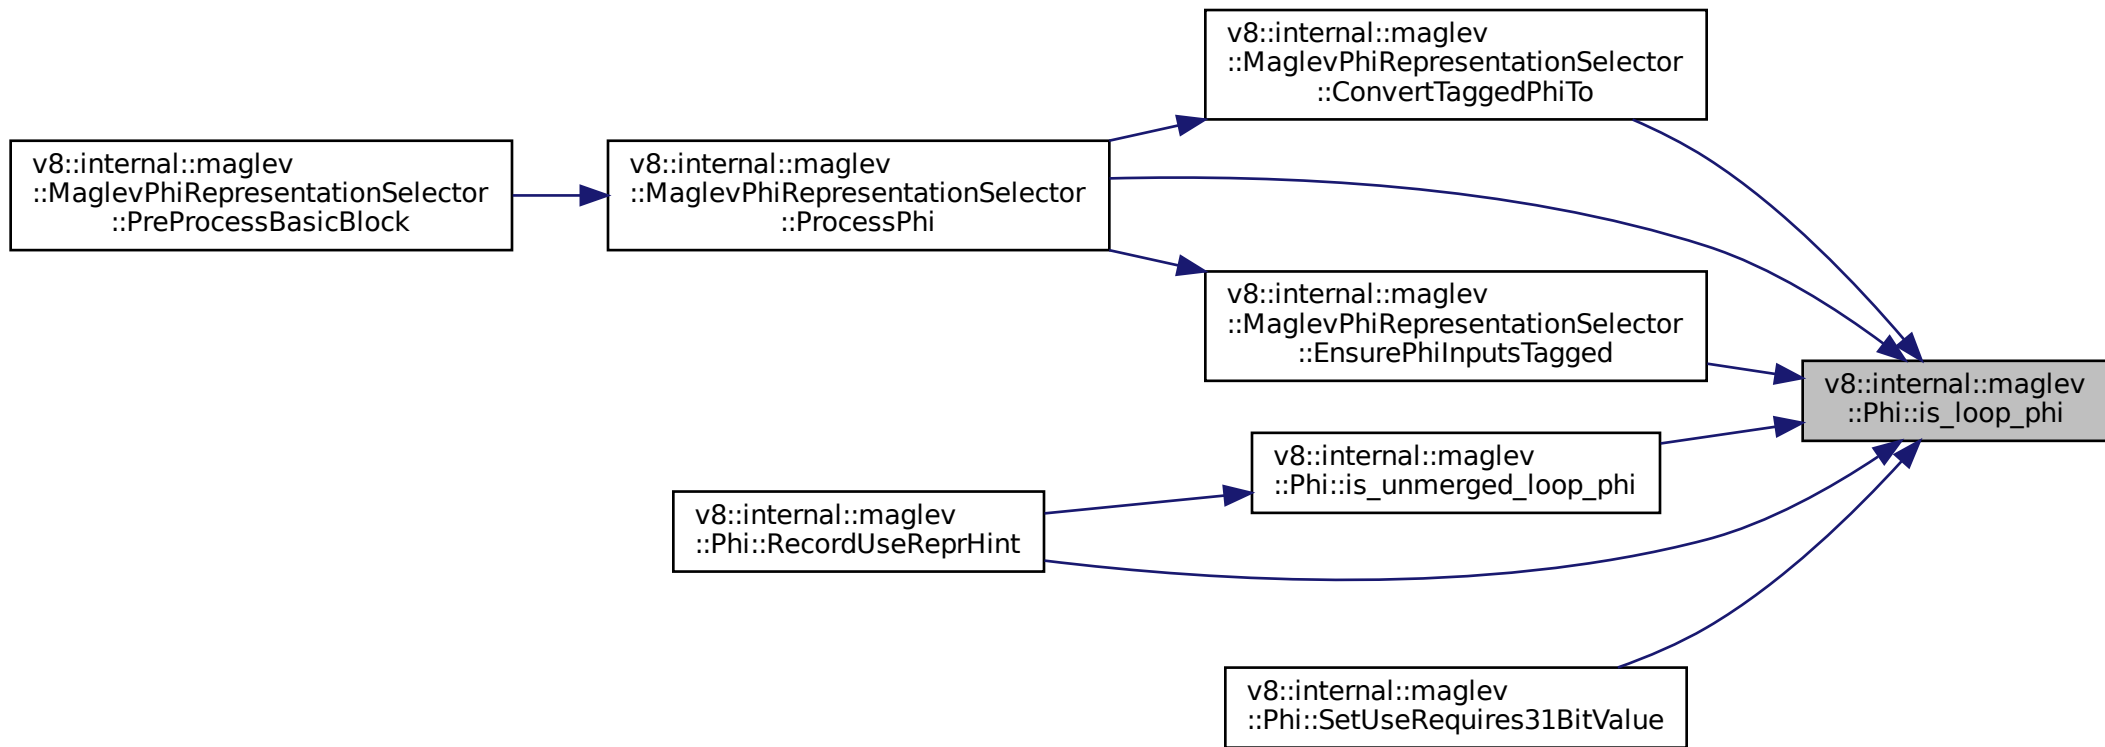 v8::internal::maglev
::MaglevPhiRepresentationSelector
::ConvertTaggedPhiTo
v8::internal::maglev
::MaglevPhiRepresentationSelector
::PreProcessBasicBlock
v8::internal::maglev
::MaglevPhiRepresentationSelector
::ProcessPhi
v8::internal::maglev
::MaglevPhiRepresentationSelector
::EnsurePhiInputsTagged
v8::internal::maglev
::Phi::is_loop_phi
v8::internal::maglev
::Phi::is_unmerged_loop_phi
v8::internal::maglev
::Phi::RecordUseReprHint
v8::internal::maglev
::Phi::SetUseRequires31BitValue